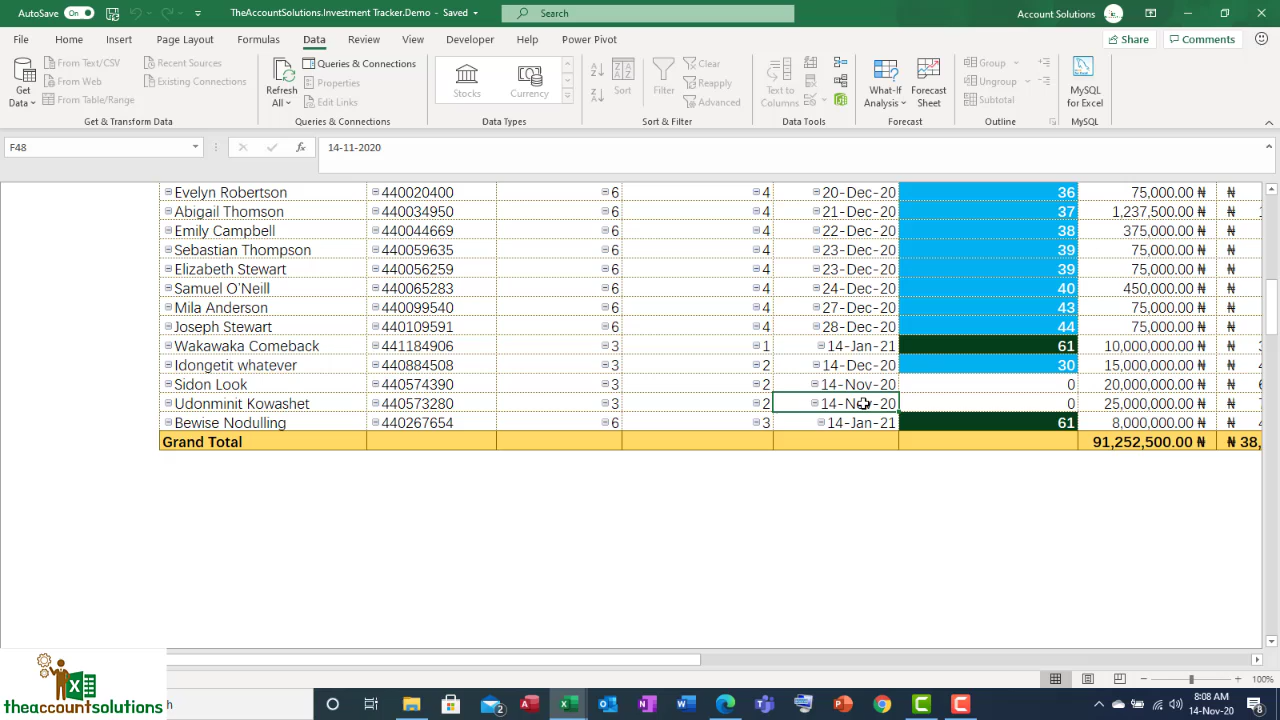 AutoSave On TheAccountSolutions.Investment Tracker.Demo - Saved Search Account Solutions
File Home Insert Page Layout Formulas Data Review View Developer Help Power Pivot Share Comments
Get Data From Text/CSV From Web From Table/Range Recent Sources Existing Connections
Refresh All Queries & Connections Properties Edit Links
Stocks Currency
Sort Filter Clear Reapply Advanced
Text to Columns
What-If Analysis Forecast Sheet
Group Ungroup Subtotal
MySQL for Excel
Get & Transform Data Queries & Connections Data Types Sort & Filter Data Tools Forecast Outline MySQL
F48 fx 14-11-2020
Evelyn Robertson 440020400 6 4 20-Dec-20 36 75,000.00 ₦ ₦
Abigail Thomson 440034950 6 4 21-Dec-20 37 1,237,500.00 ₦ ₦
Emily Campbell 440044669 6 4 22-Dec-20 38 375,000.00 ₦ ₦
Sebastian Thompson 440059635 6 4 23-Dec-20 39 75,000.00 ₦ ₦
Elizabeth Stewart 440056259 6 4 23-Dec-20 39 75,000.00 ₦ ₦
Samuel O'Neill 440065283 6 4 24-Dec-20 40 450,000.00 ₦ ₦
Mila Anderson 440099540 6 4 27-Dec-20 43 75,000.00 ₦ ₦
Joseph Stewart 440109591 6 4 28-Dec-20 44 75,000.00 ₦ ₦
Wakawaka Comeback 441184906 3 1 14-Jan-21 61 10,000,000.00 ₦ ₦
Idongetit whatever 440884508 3 2 14-Dec-20 30 15,000,000.00 ₦ ₦
Sidon Look 440574390 3 2 14-Nov-20 0 20,000,000.00 ₦ ₦
Udonminit Kowashet 440573280 3 2 14-Nov-20 0 25,000,000.00 ₦ ₦
Bewise Nodulling 440267654 6 3 14-Jan-21 61 8,000,000.00 ₦ ₦
Grand Total 91,252,500.00 ₦ ₦ 38,
100%
theaccountsolutions
8:08 AM
14-Nov-20